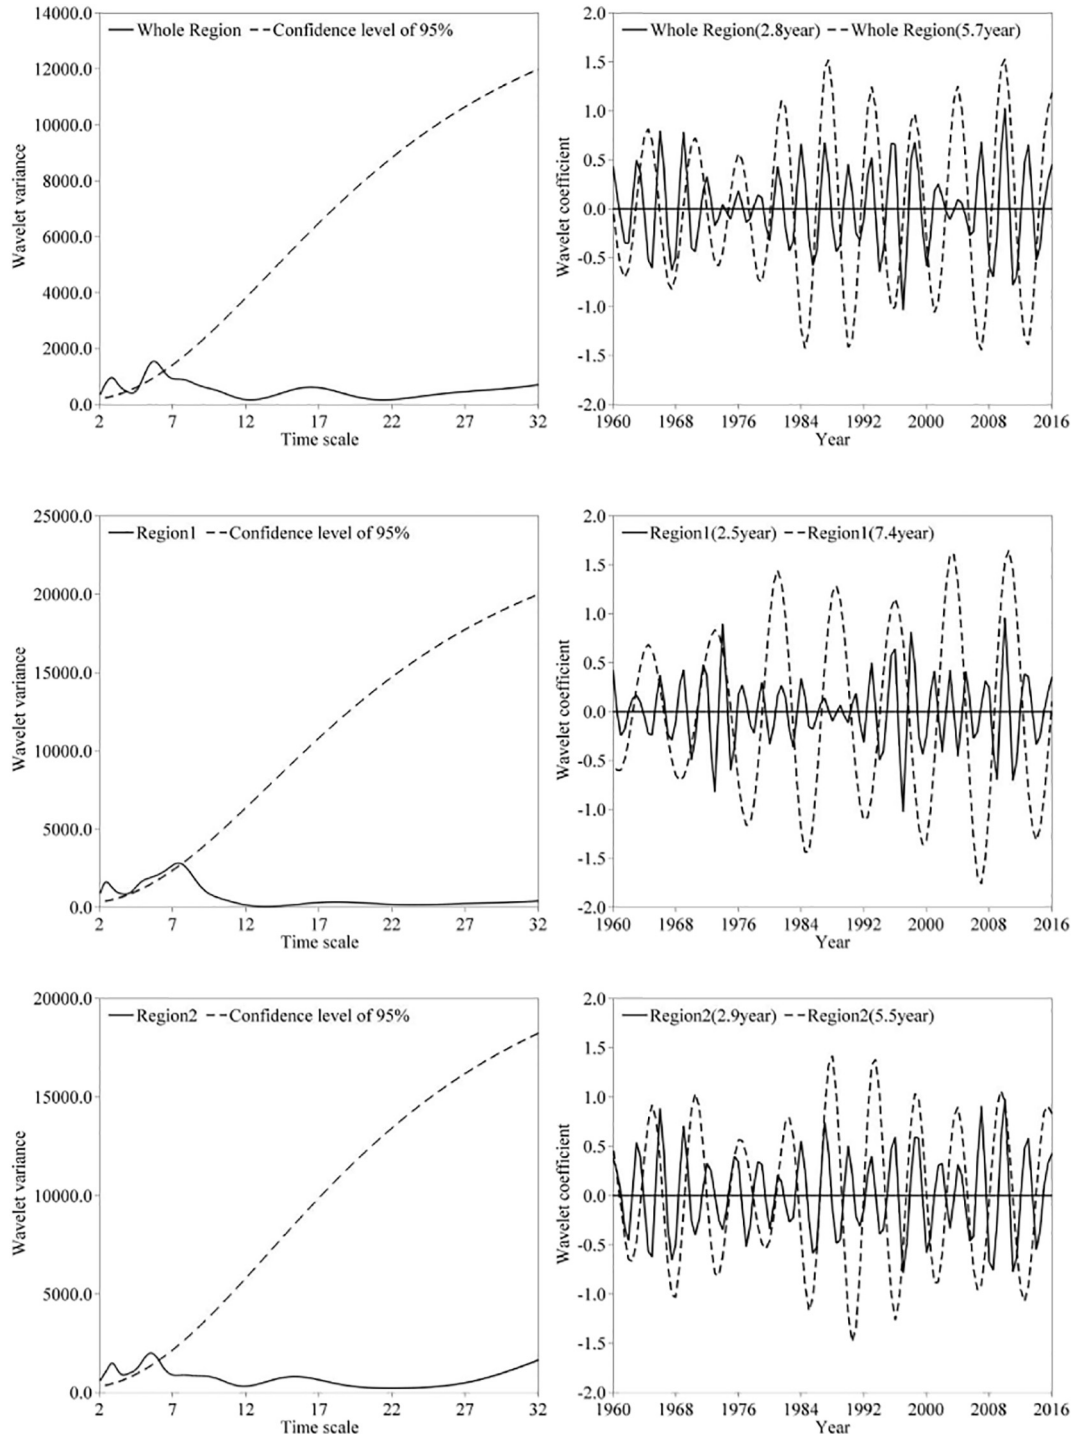 Whole Region Confidence level of 95%
14000.0
12000.0
10000.0
8000.0
6000.0
4000.0
2000.0
0.0
Wavelet variance
2 7 12 17 22 27 32
Time scale
Whole Region(2.8year) Whole Region(5.7year)
2.0
1.5
1.0
0.5
0.0
-0.5
-1.0
-1.5
-2.0
Wavelet coefficient
1960 1968 1976 1984 1992 2000 2008 2016
Year
Region1 Confidence level of 95%
25000.0
20000.0
15000.0
10000.0
5000.0
0.0
Wavelet variance
2 7 12 17 22 27 32
Time scale
Region1(2.5year) Region1(7.4year)
2.0
1.5
1.0
0.5
0.0
-0.5
-1.0
-1.5
-2.0
Wavelet coefficient
1960 1968 1976 1984 1992 2000 2008 2016
Year
Region2 Confidence level of 95%
20000.0
15000.0
10000.0
5000.0
0.0
Wavelet variance
2 7 12 17 22 27 32
Time scale
Region2(2.9year) Region2(5.5year)
2.0
1.5
1.0
0.5
0.0
-0.5
-1.0
-1.5
-2.0
Wavelet coefficient
1960 1968 1976 1984 1992 2000 2008 2016
Year